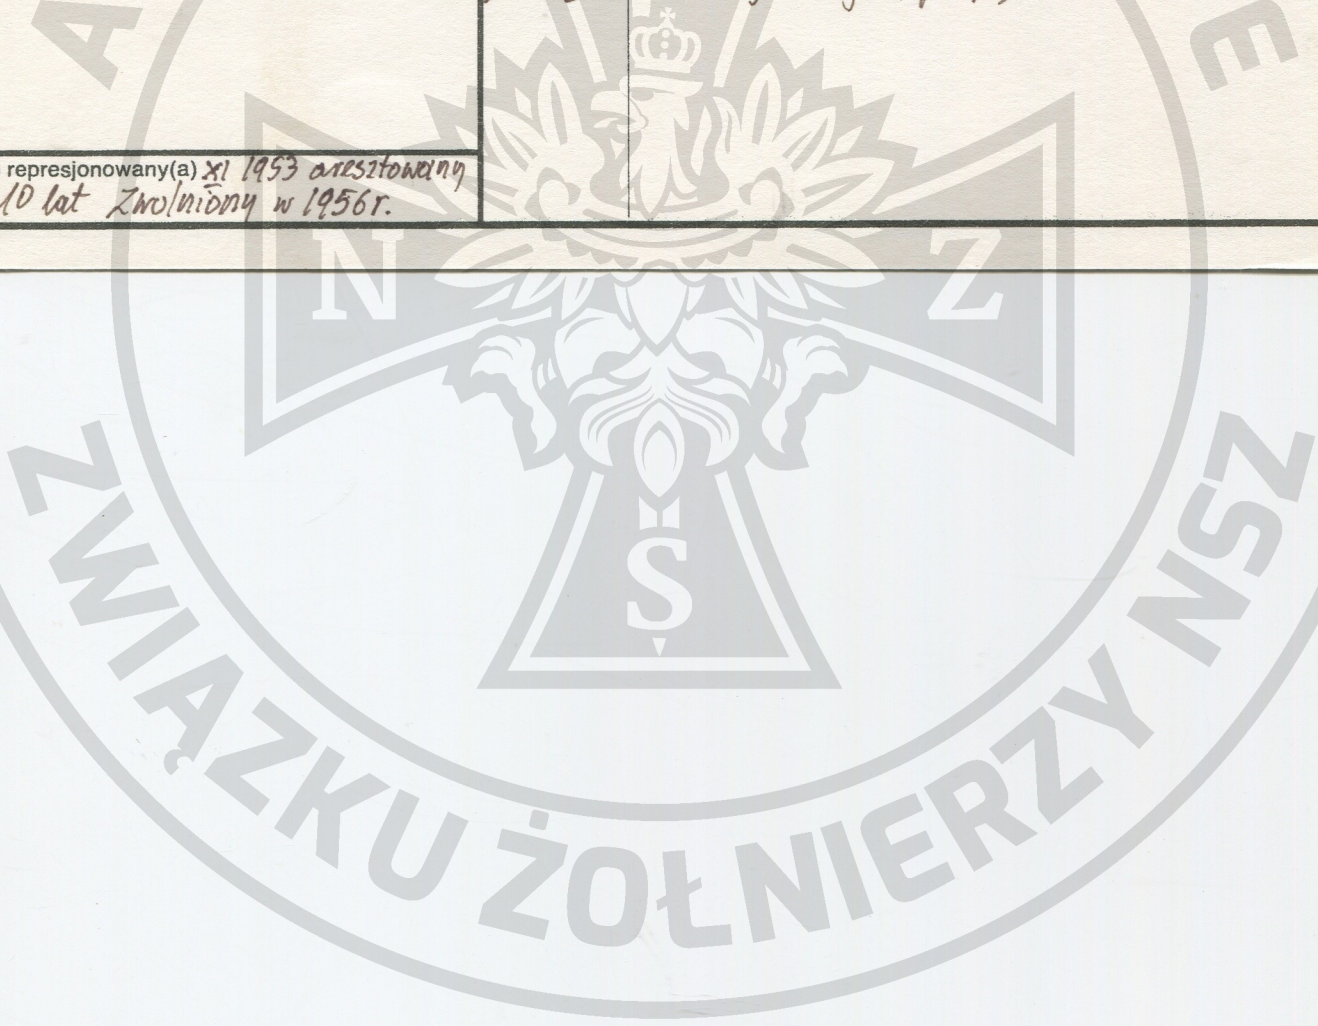 represjonowany(a) XI 1953 aresztowany
10 lat Zwolniony w 1956r.
A
E
N
Z
S
ZWIĄZKU ŻOŁNIERZY NSZ